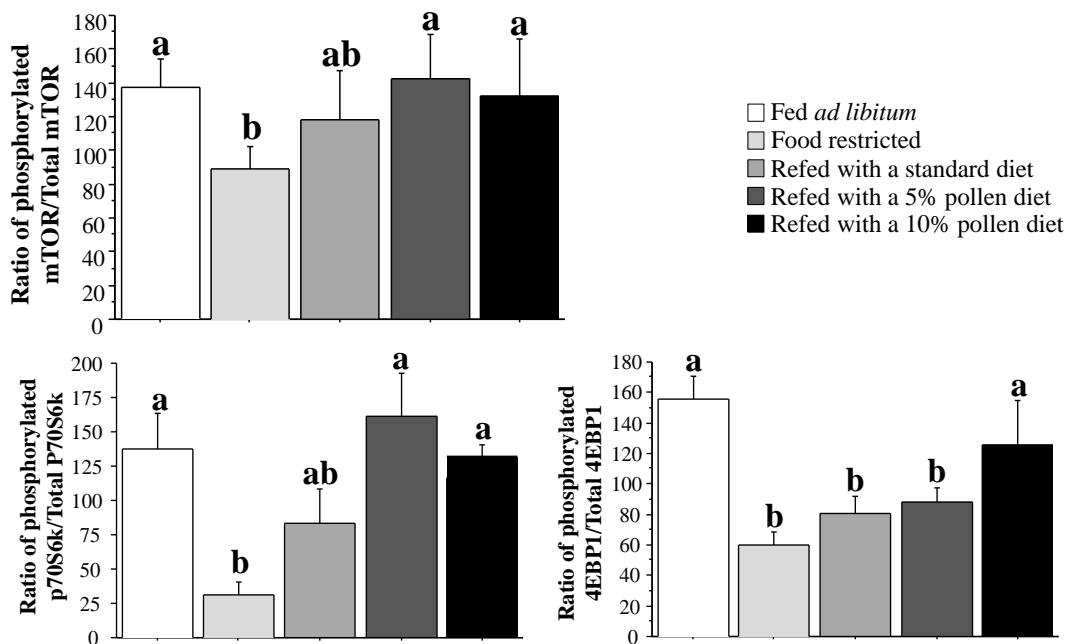 Ratio of phosphorylated
mTOR/Total mTOR
180
160
140
120
100
80
60
40
20
0
a
b
ab
a
a
Fed ad libitum
Food restricted
Refed with a standard diet
Refed with a 5% pollen diet
Refed with a 10% pollen diet
Ratio of phosphorylated
p70S6k/Total P70S6k
200
175
150
125
100
75
50
25
0
a
b
ab
a
a
Ratio of phosphorylated
4EBP1/Total 4EBP1
180
160
140
120
100
80
60
40
20
0
a
b
b
b
a